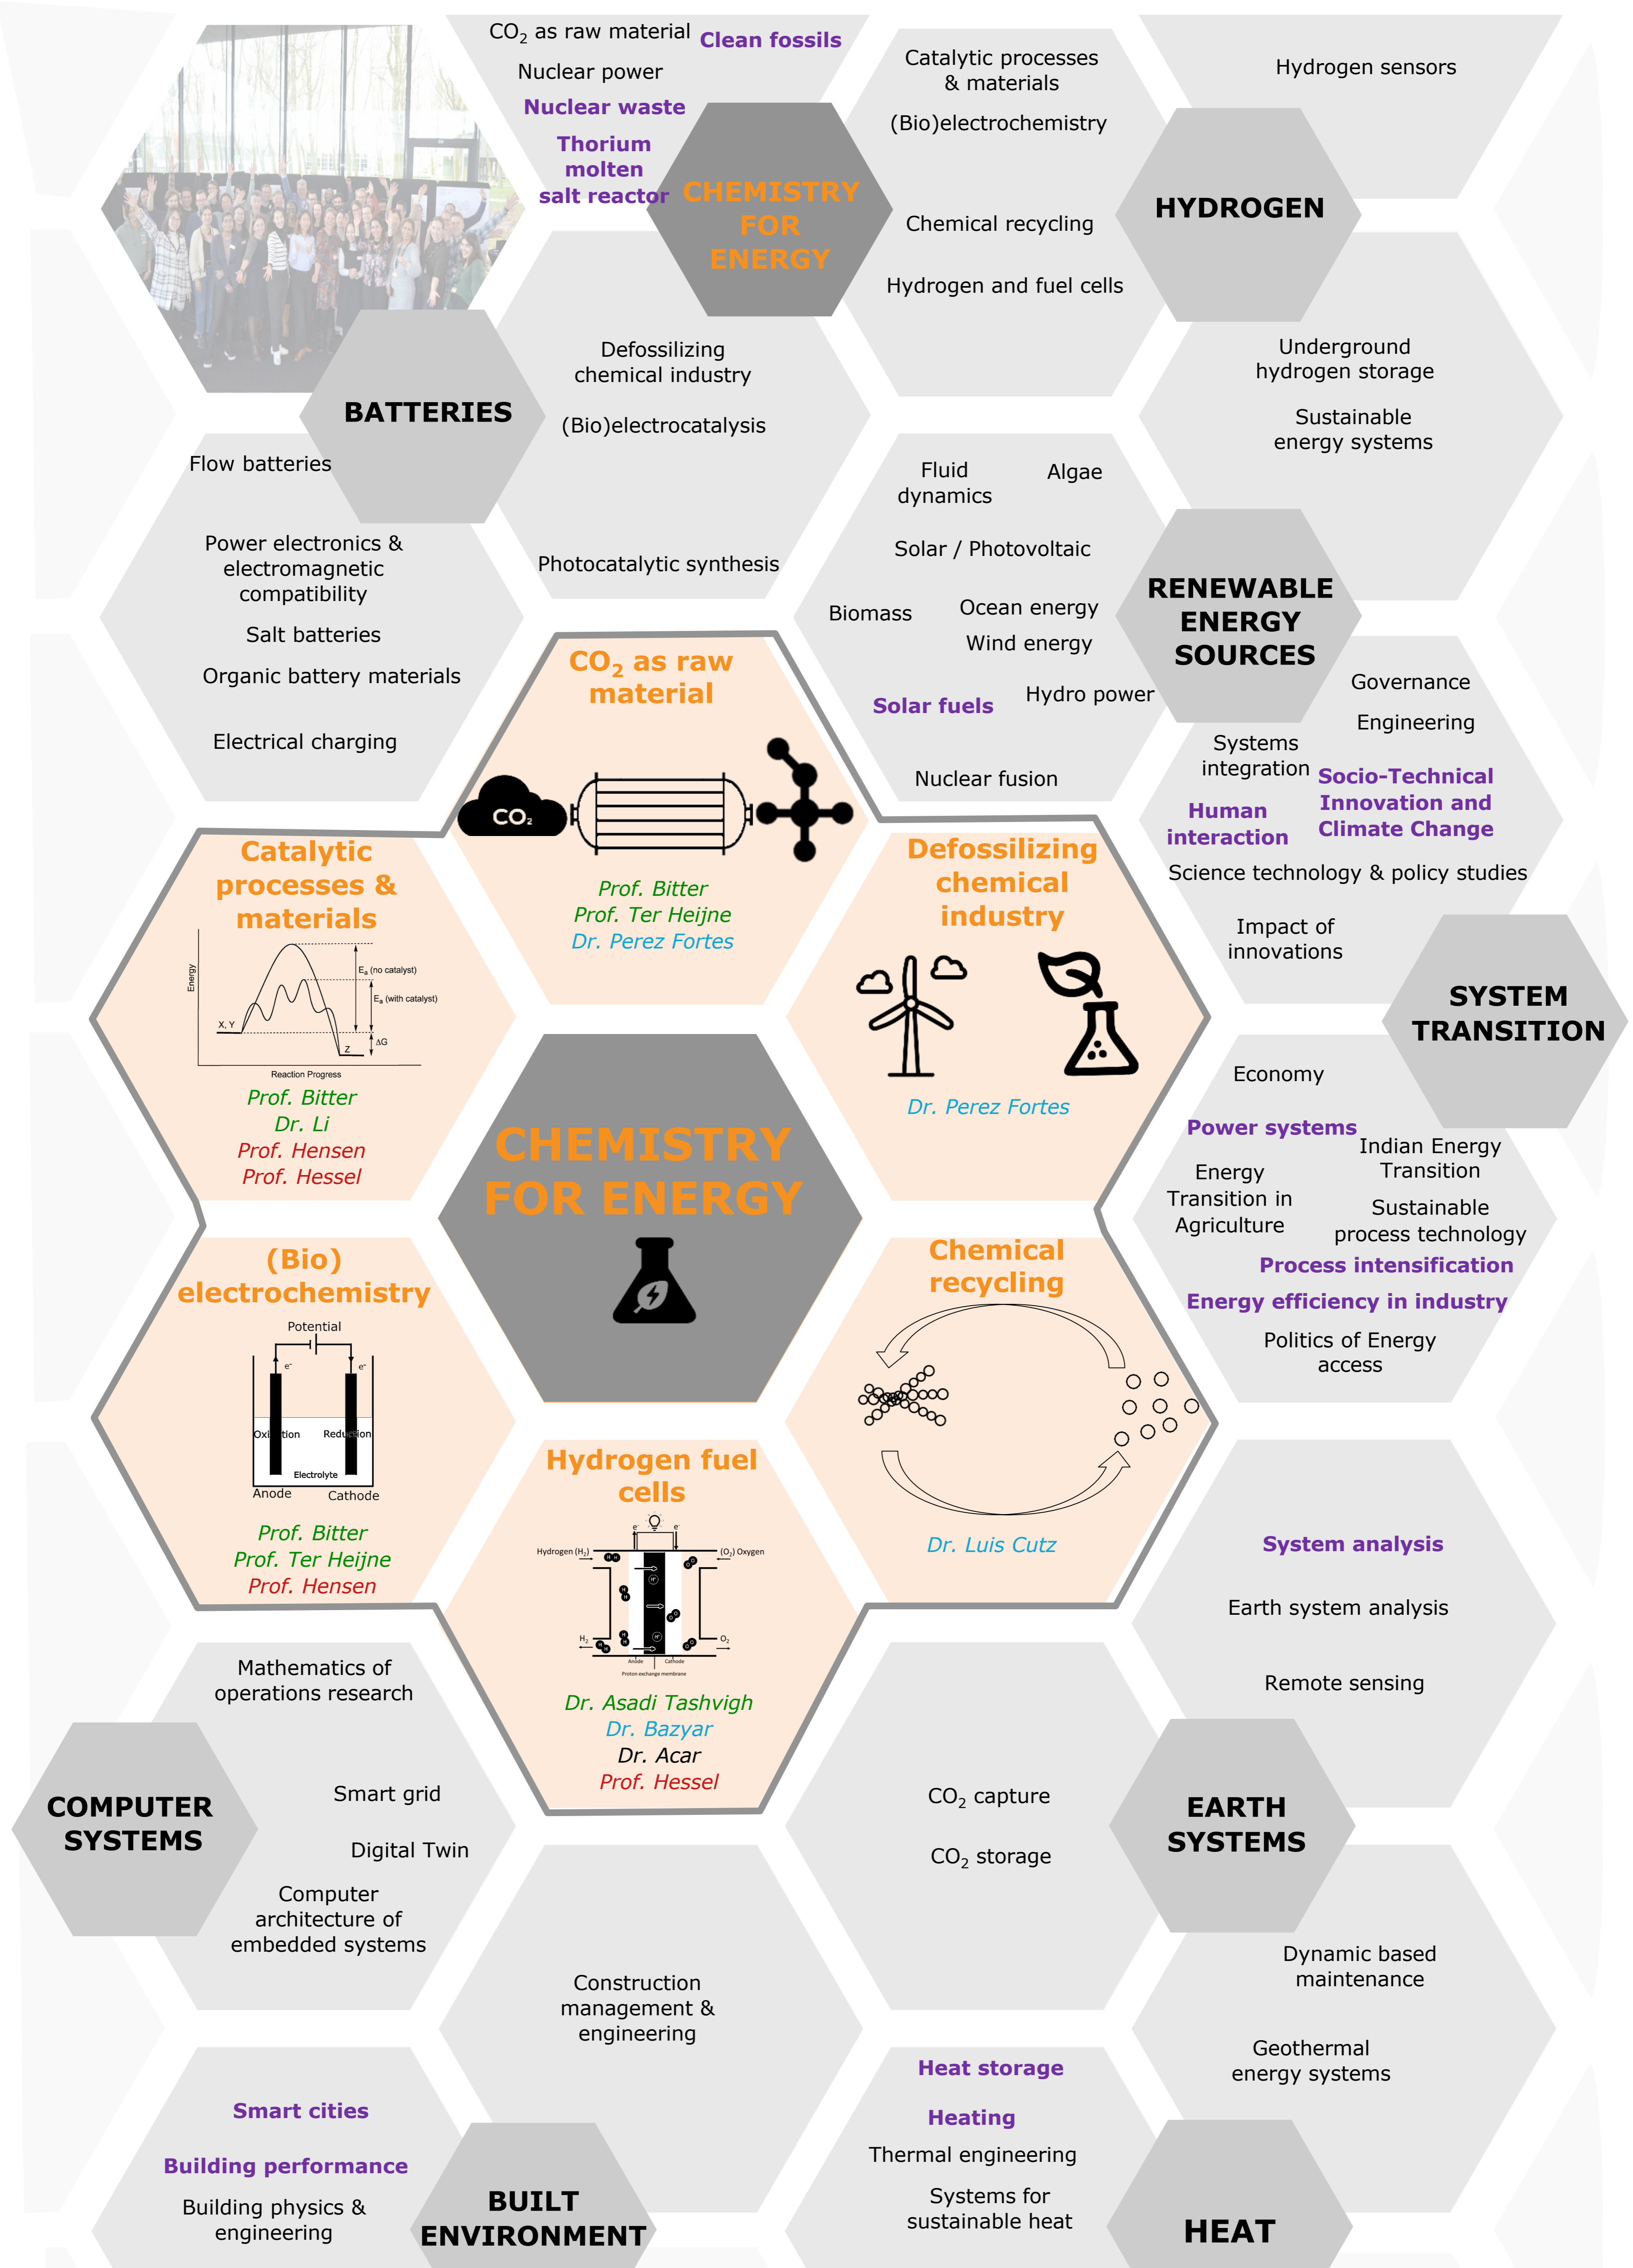 CO₂ as raw material
Clean fossils
Nuclear power
Nuclear waste
Thorium
molten
salt reactor
CHEMISTRY
FOR
ENERGY
Catalytic processes
& materials
(Bio)electrochemistry
Chemical recycling
Hydrogen and fuel cells
Hydrogen sensors
HYDROGEN
BATTERIES
Defossilizing
chemical industry
(Bio)electrocatalysis
Photocatalytic synthesis
Underground
hydrogen storage
Sustainable
energy systems
Flow batteries
Power electronics &
electromagnetic
compatibility
Salt batteries
Organic battery materials
Electrical charging
Fluid
dynamics
Algae
Solar / Photovoltaic
Biomass
Ocean energy
Wind energy
Solar fuels
Hydro power
Nuclear fusion
RENEWABLE
ENERGY
SOURCES
Governance
Engineering
Systems
integration
Socio-Technical
Innovation and
Climate Change
Human
interaction
Science technology & policy studies
Impact of
innovations
SYSTEM
TRANSITION
CO₂ as raw
material
CO₂
Prof. Bitter
Prof. Ter Heijne
Dr. Perez Fortes
Catalytic
processes &
materials
Energy
Eₐ (no catalyst)
Eₐ (with catalyst)
X, Y
ΔG
Z
Reaction Progress
Prof. Bitter
Dr. Li
Prof. Hensen
Prof. Hessel
Defossilizing
chemical
industry
Dr. Perez Fortes
CHEMISTRY
FOR ENERGY
Economy
Power systems
Indian Energy
Transition
Energy
Transition in
Agriculture
Sustainable
process technology
Process intensification
Energy efficiency in industry
Politics of Energy
access
(Bio)
electrochemistry
Potential
e⁻
e⁻
Oxidation
Reduction
Electrolyte
Anode
Cathode
Prof. Bitter
Prof. Ter Heijne
Prof. Hensen
Chemical
recycling
Dr. Luis Cutz
Hydrogen fuel
cells
e⁻
e⁻
Hydrogen (H₂)
(O₂) Oxygen
H⁺
H⁺
H₂
O₂
Anode
Cathode
Proton exchange membrane
Dr. Asadi Tashvigh
Dr. Bazyar
Dr. Acar
Prof. Hessel
System analysis
Earth system analysis
Remote sensing
Mathematics of
operations research
Smart grid
Digital Twin
Computer
architecture of
embedded systems
COMPUTER
SYSTEMS
CO₂ capture
CO₂ storage
EARTH
SYSTEMS
Construction
management &
engineering
Dynamic based
maintenance
Geothermal
energy systems
Smart cities
Building performance
Building physics &
engineering
BUILT
ENVIRONMENT
Heat storage
Heating
Thermal engineering
Systems for
sustainable heat
HEAT